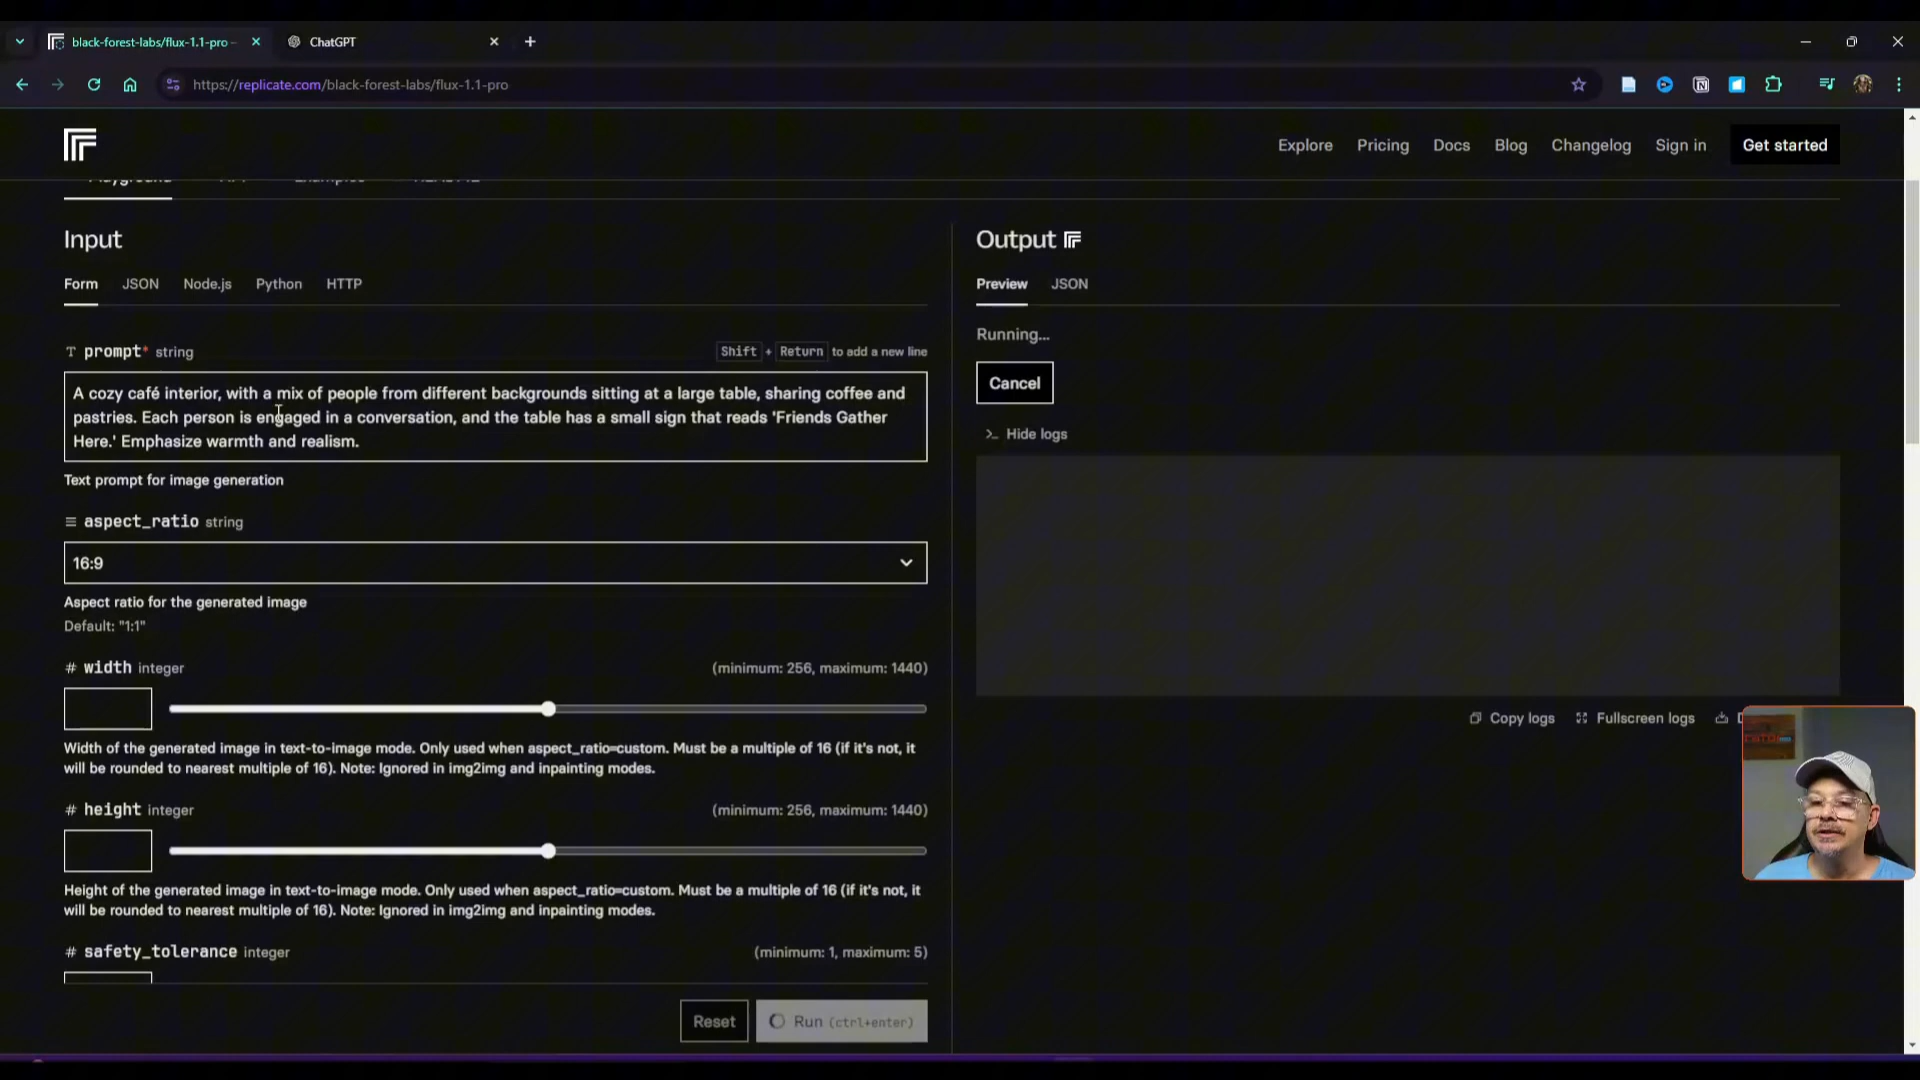 black-forest-labs/flux-1.1-pro
ChatGPT
https://replicate.com/black-forest-labs/flux-1.1-pro
Explore Pricing Docs Blog Changelog Sign in Get started
Playground API Examples README
Input
Form JSON Node.js Python HTTP
prompt* string
Shift + Return to add a new line
A cozy café interior, with a mix of people from different backgrounds sitting at a large table, sharing coffee and
pastries. Each person is engaged in a conversation, and the table has a small sign that reads 'Friends Gather
Here.' Emphasize warmth and realism.
Text prompt for image generation
aspect_ratio string
16:9
Aspect ratio for the generated image
Default: "1:1"
# width integer
(minimum: 256, maximum: 1440)
Width of the generated image in text-to-image mode. Only used when aspect_ratio=custom. Must be a multiple of 16 (if it's not, it
will be rounded to nearest multiple of 16). Note: Ignored in img2img and inpainting modes.
# height integer
(minimum: 256, maximum: 1440)
Height of the generated image in text-to-image mode. Only used when aspect_ratio=custom. Must be a multiple of 16 (if it's not, it
will be rounded to nearest multiple of 16). Note: Ignored in img2img and inpainting modes.
# safety_tolerance integer
(minimum: 1, maximum: 5)
Reset
Run (ctrl+enter)
Output
Preview JSON
Running...
Cancel
>_ Hide logs
Copy logs Fullscreen logs